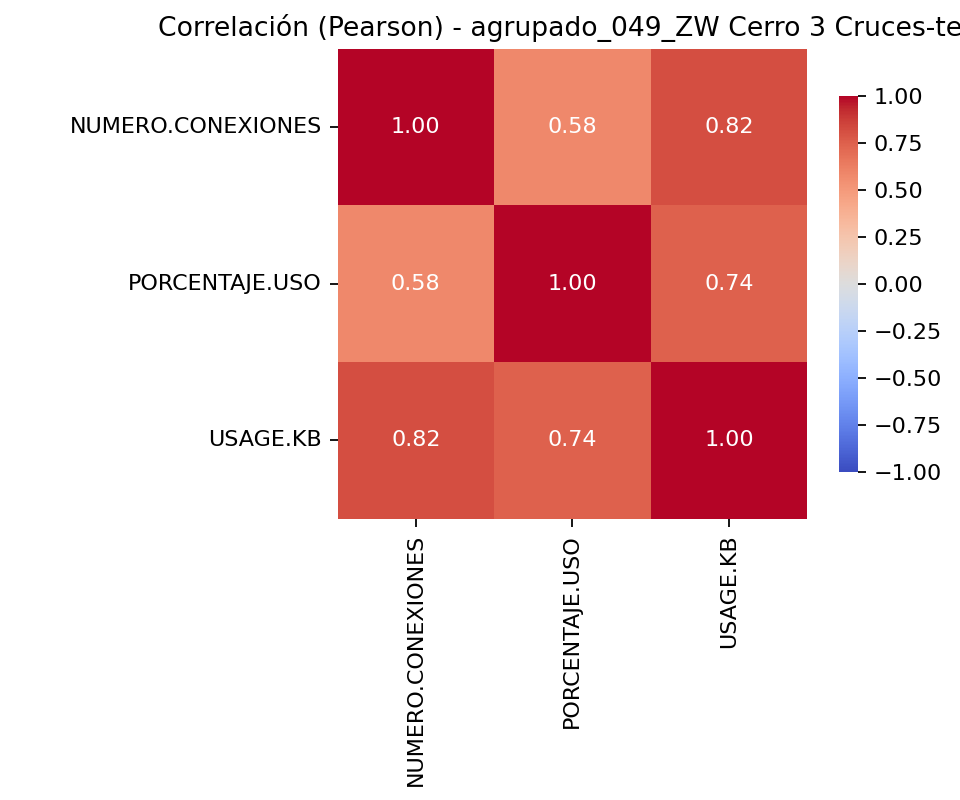 Correlación (Pearson) - agrupado_049_ZW Cerro 3 Cruces-te
NUMERO.CONEXIONES 1.00 0.58 0.82
PORCENTAJE.USO 0.58 1.00 0.74
USAGE.KB 0.82 0.74 1.00
NUMERO.CONEXIONES
PORCENTAJE.USO
USAGE.KB
1.00
0.75
0.50
0.25
0.00
−0.25
−0.50
−0.75
−1.00